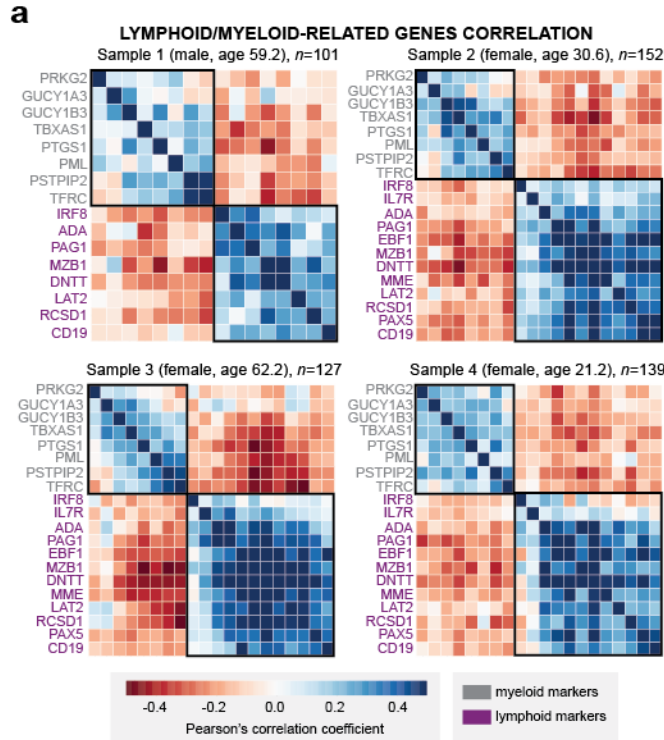 a
LYMPHOID/MYELOID-RELATED GENES CORRELATION
Sample 1 (male, age 59.2), n=101
PRKG2
GUCY1A3
GUCY1B3
TBXAS1
PTGS1
PML
PSTPIP2
TFRC
IRF8
ADA
PAG1
MZB1
DNTT
LAT2
RCSD1
CD19
Sample 2 (female, age 30.6), n=152
PRKG2
GUCY1A3
GUCY1B3
TBXAS1
PTGS1
PML
PSTPIP2
TFRC
IRF8
IL7R
ADA
PAG1
EBF1
MZB1
DNTT
MME
LAT2
RCSD1
PAX5
CD19
Sample 3 (female, age 62.2), n=127
PRKG2
GUCY1A3
GUCY1B3
TBXAS1
PTGS1
PML
PSTPIP2
TFRC
IRF8
IL7R
ADA
PAG1
EBF1
MZB1
DNTT
MME
LAT2
RCSD1
PAX5
CD19
Sample 4 (female, age 21.2), n=139
PRKG2
GUCY1A3
GUCY1B3
TBXAS1
PTGS1
PML
PSTPIP2
TFRC
IRF8
IL7R
ADA
PAG1
EBF1
MZB1
DNTT
MME
LAT2
RCSD1
PAX5
CD19
-0.4 -0.2 0.0 0.2 0.4
Pearson's correlation coefficient
myeloid markers
lymphoid markers